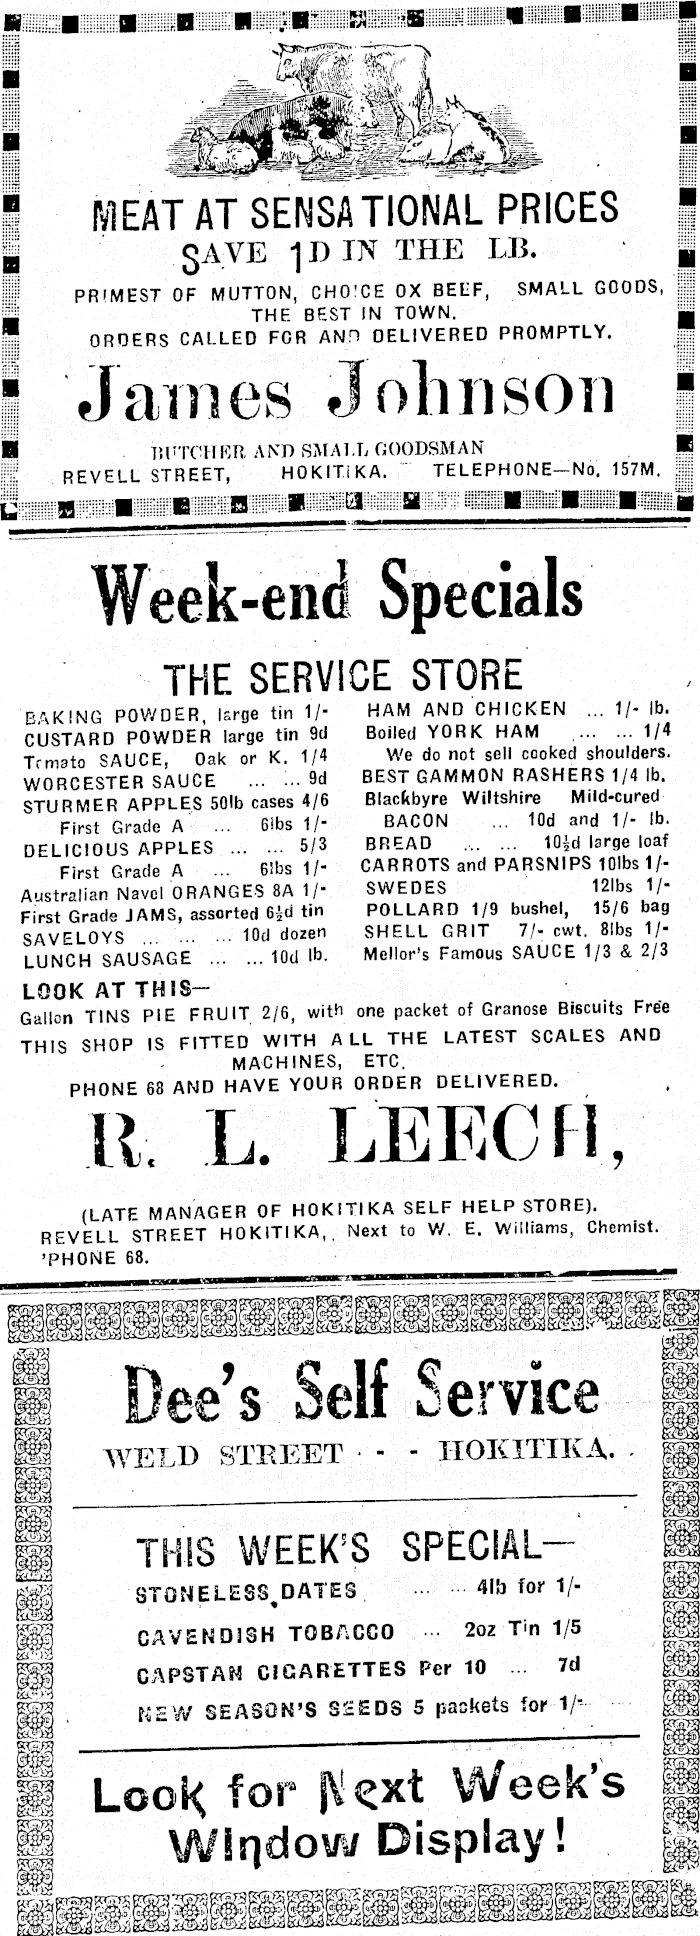 MEAT AT SENSATIONAL PRICES
SAVE 1D IN THE LB.
PRIMEST OF MUTTON, CHOICE OX BEEF, SMALL GOODS,
THE BEST IN TOWN.
ORDERS CALLED FOR AND DELIVERED PROMPTLY.
James Johnson
BUTCHER AND SMALL GOODSMAN
REVELL STREET, HOKITIKA. TELEPHONE—No. 157M.
Week-end Specials
THE SERVICE STORE
BAKING POWDER, large tin 1/-
CUSTARD POWDER large tin 9d
Tomato SAUCE, Oak or K. 1/4
WORCESTER SAUCE ... ... 9d
STURMER APPLES 50lb cases 4/6
First Grade A ... 6lbs 1/-
DELICIOUS APPLES ... ... 5/3
First Grade A ... 6lbs 1/-
Australian Navel ORANGES 8A 1/-
First Grade JAMS, assorted 6½d tin
SAVELOYS ... ... ... 10d dozen
LUNCH SAUSAGE ... ... 10d lb.
HAM AND CHICKEN ... 1/- lb.
Boiled YORK HAM ... ... 1/4
We do not sell cooked shoulders.
BEST GAMMON RASHERS 1/4 lb.
Blackbyre Wiltshire Mild-cured
BACON ... 10d and 1/- lb.
BREAD ... ... 10½d large loaf
CARROTS and PARSNIPS 10lbs 1/-
SWEDES 12lbs 1/-
POLLARD 1/9 bushel, 15/6 bag
SHELL GRIT 7/- cwt. 8lbs 1/-
Mellor's Famous SAUCE 1/3 & 2/3
LOOK AT THIS—
Gallon TINS PIE FRUIT 2/6, with one packet of Granose Biscuits Free
THIS SHOP IS FITTED WITH ALL THE LATEST SCALES AND
MACHINES, ETC.
PHONE 68 AND HAVE YOUR ORDER DELIVERED.
R. L. LEECH,
(LATE MANAGER OF HOKITIKA SELF HELP STORE).
REVELL STREET HOKITIKA, Next to W. E. Williams, Chemist.
'PHONE 68.
Dee's Self Service
WELD STREET - - HOKITIKA.
THIS WEEK'S SPECIAL—
STONELESS DATES ... ... 4lb for 1/-
CAVENDISH TOBACCO ... 2oz Tin 1/5
CAPSTAN CIGARETTES Per 10 ... 7d
NEW SEASON'S SEEDS 5 packets for 1/-
Look for Next Week's
Window Display!